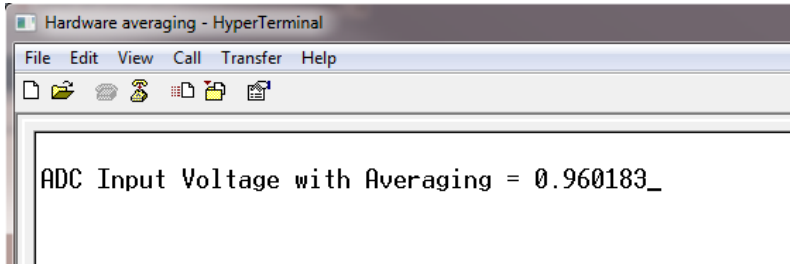 Hardware averaging - HyperTerminal
File Edit View Call Transfer Help
ADC Input Voltage with Averaging = 0.960183_